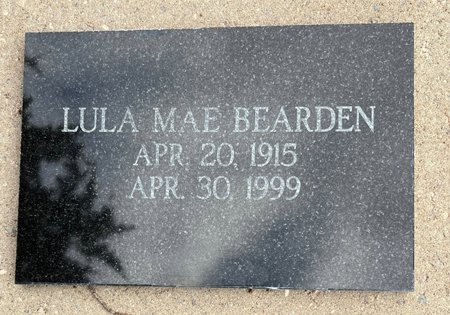 LULA MAE BEARDEN
APR. 20, 1915
APR. 30, 1999